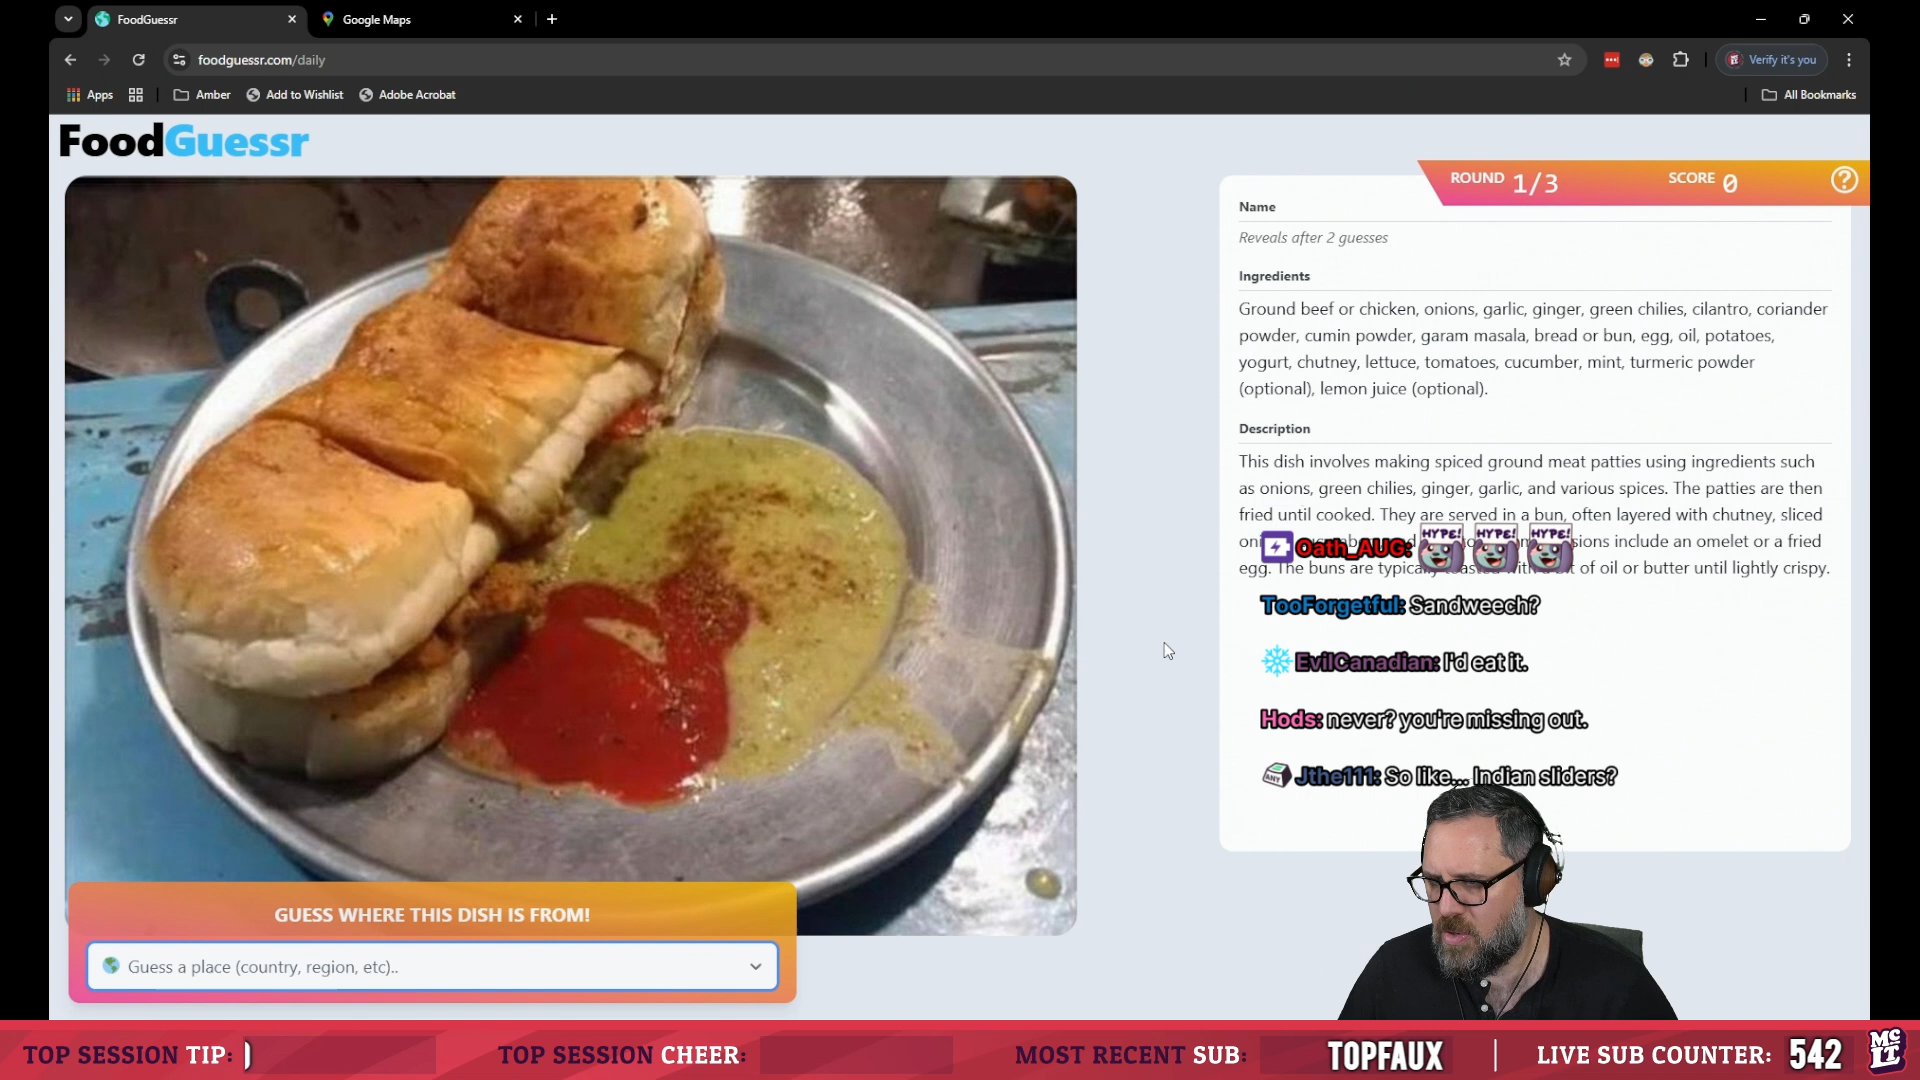 FoodGuessr
Google Maps
foodguessr.com/daily
Verify it's you
Apps
Amber
Add to Wishlist
Adobe Acrobat
All Bookmarks
FoodGuessr
ROUND 1/3
SCORE 0
Name
Reveals after 2 guesses
Ingredients
Ground beef or chicken, onions, garlic, ginger, green chilies, cilantro, coriander
powder, cumin powder, garam masala, bread or bun, egg, oil, potatoes,
yogurt, chutney, lettuce, tomatoes, cucumber, mint, turmeric powder
(optional), lemon juice (optional).
Description
This dish involves making spiced ground meat patties using ingredients such
as onions, green chilies, ginger, garlic, and various spices. The patties are then
fried until cooked. They are served in a bun, often layered with chutney, sliced
include an omelet or a fried
egg. The buns are typically toasted of oil or butter until lightly crispy.
Oath_AUG: HYPE! HYPE! HYPE!
TooForgetful: Sandweech?
EvilCanadian: I'd eat it.
Hods: never? you're missing out.
ANY Jthe111: So like... Indian sliders?
GUESS WHERE THIS DISH IS FROM!
Guess a place (country, region, etc)..
TOP SESSION TIP: )
TOP SESSION CHEER:
MOST RECENT SUB: TOPFAUX
LIVE SUB COUNTER: 542
MCIT